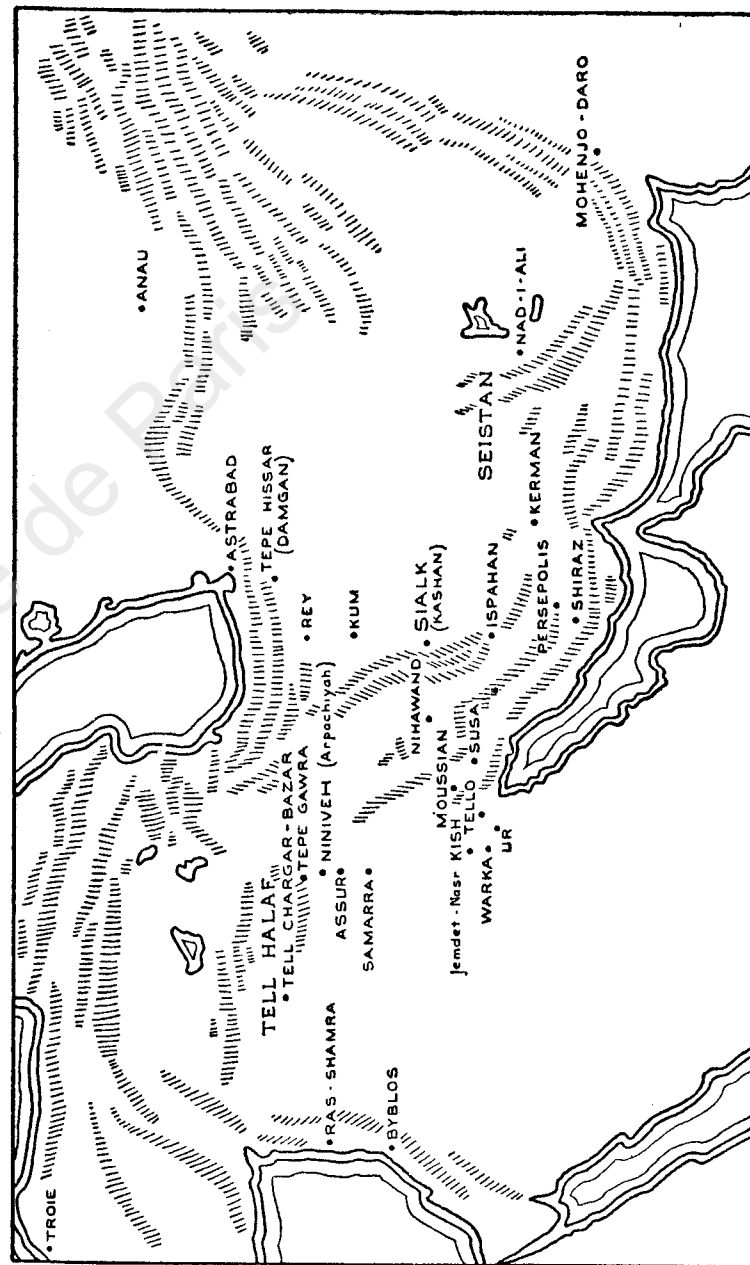 TROIE
RAS-SHAMRA
BYBLOS
TELL HALAF
TELL CHARGAR-BAZAR
TEPE GAWRA
NINIVEH (Arpachiyah)
ASSUR
SAMARRA
Jemdet-Nasr KISH
MOUSSIAN
TELLO
WARKA
UR
SUSA
NIHAWAND
ASTRABAD
TEPE HISSAR
(DAMGAN)
REY
KUM
SIALK
(KASHAN)
ISPAHAN
PERSEPOLIS
SHIRAZ
KERMAN
ANAU
SEISTAN
NAD-I-ALI
MOHENJO-DARO
de Paris